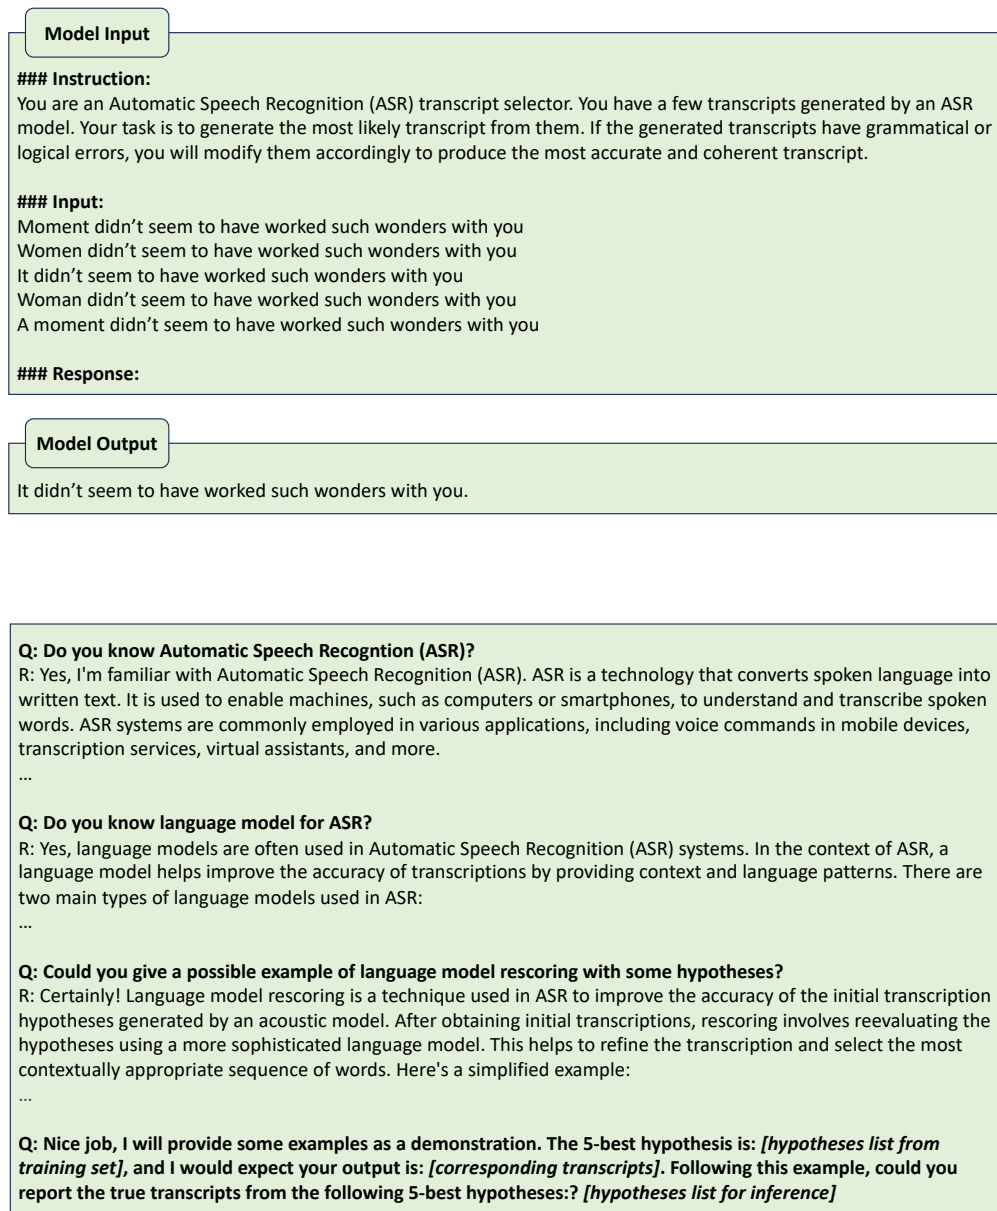 Model Input
### Instruction:
You are an Automatic Speech Recognition (ASR) transcript selector. You have a few transcripts generated by an ASR
model. Your task is to generate the most likely transcript from them. If the generated transcripts have grammatical or
logical errors, you will modify them accordingly to produce the most accurate and coherent transcript.
### Input:
Moment didn’t seem to have worked such wonders with you
Women didn’t seem to have worked such wonders with you
It didn’t seem to have worked such wonders with you
Woman didn’t seem to have worked such wonders with you
A moment didn’t seem to have worked such wonders with you
### Response:
Model Output
It didn’t seem to have worked such wonders with you.
Q: Do you know Automatic Speech Recogntion (ASR)?
R: Yes, I'm familiar with Automatic Speech Recognition (ASR). ASR is a technology that converts spoken language into
written text. It is used to enable machines, such as computers or smartphones, to understand and transcribe spoken
words. ASR systems are commonly employed in various applications, including voice commands in mobile devices,
transcription services, virtual assistants, and more.
...
Q: Do you know language model for ASR?
R: Yes, language models are often used in Automatic Speech Recognition (ASR) systems. In the context of ASR, a
language model helps improve the accuracy of transcriptions by providing context and language patterns. There are
two main types of language models used in ASR:
...
Q: Could you give a possible example of language model rescoring with some hypotheses?
R: Certainly! Language model rescoring is a technique used in ASR to improve the accuracy of the initial transcription
hypotheses generated by an acoustic model. After obtaining initial transcriptions, rescoring involves reevaluating the
hypotheses using a more sophisticated language model. This helps to refine the transcription and select the most
contextually appropriate sequence of words. Here's a simplified example:
...
Q: Nice job, I will provide some examples as a demonstration. The 5-best hypothesis is: [hypotheses list from
training set], and I would expect your output is: [corresponding transcripts]. Following this example, could you
report the true transcripts from the following 5-best hypotheses:? [hypotheses list for inference]